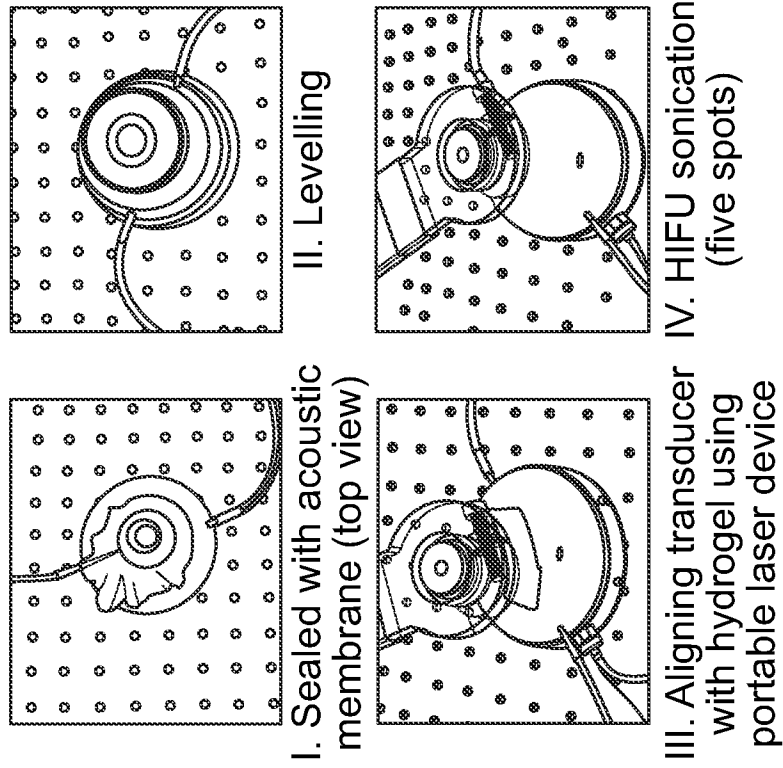 I. Sealed with acoustic
membrane (top view)
II. Levelling
III. Aligning transducer
with hydrogel using
portable laser device
IV. HIFU sonication
(five spots)